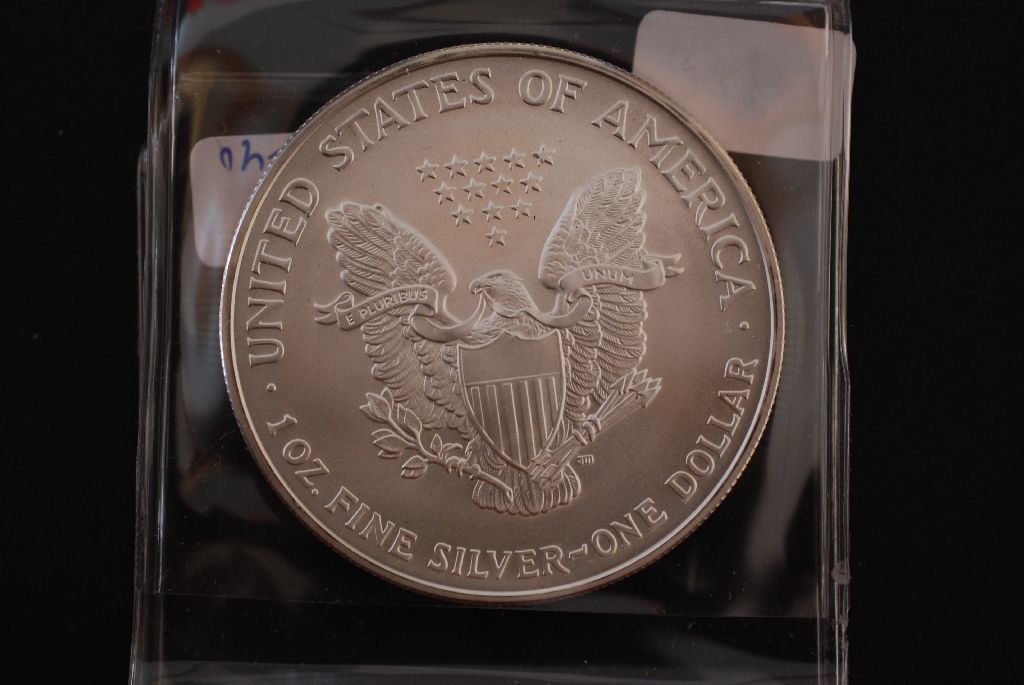 UNITED STATES OF AMERICA
E PLURIBUS
UNUM
1 OZ. FINE SILVER~ONE DOLLAR